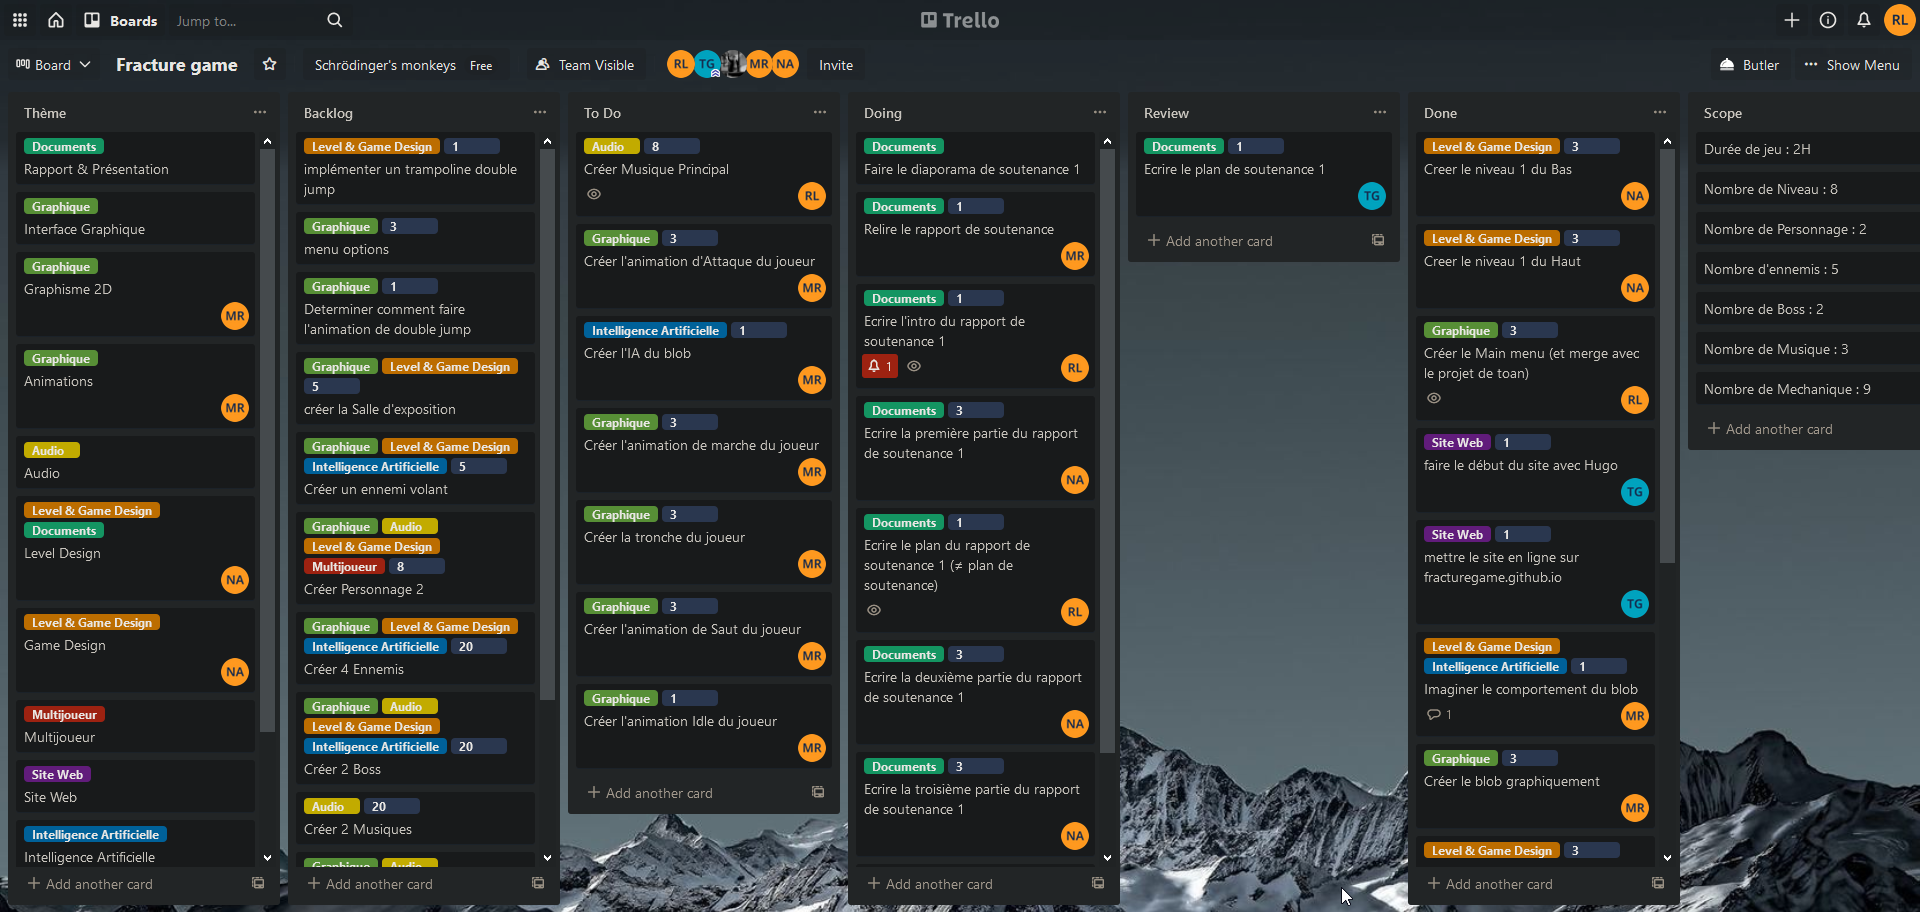 Boards
Jump to...
Trello
RL
Board
Fracture game
Schrödinger's monkeys Free
Team Visible
RL
TG
MR
NA
Invite
Butler
Show Menu
Thème
Documents
Rapport & Présentation
Graphique
Interface Graphique
Graphique
Graphisme 2D
MR
Graphique
Animations
MR
Audio
Audio
Level & Game Design
Documents
Level Design
NA
Level & Game Design
Game Design
NA
Multijoueur
Multijoueur
Site Web
Site Web
Intelligence Artificielle
Intelligence Artificielle
Add another card
Backlog
Level & Game Design 1
implémenter un trampoline double
jump
Graphique 3
menu options
Graphique 1
Determiner comment faire
l'animation de double jump
Graphique Level & Game Design
5
créer la Salle d'exposition
Graphique Level & Game Design
Intelligence Artificielle 5
Créer un ennemi volant
Graphique Audio
Level & Game Design
Multijoueur 8
Créer Personnage 2
Graphique Level & Game Design
Intelligence Artificielle 20
Créer 4 Ennemis
Graphique Audio
Level & Game Design
Intelligence Artificielle 20
Créer 2 Boss
Audio 20
Créer 2 Musiques
Graphique Audio
Add another card
To Do
Audio 8
Créer Musique Principal
RL
Graphique 3
Créer l'animation d'Attaque du joueur
MR
Intelligence Artificielle 1
Créer l'IA du blob
MR
Graphique 3
Créer l'animation de marche du joueur
MR
Graphique 3
Créer la tronche du joueur
MR
Graphique 3
Créer l'animation de Saut du joueur
MR
Graphique 1
Créer l'animation Idle du joueur
MR
Add another card
Doing
Documents
Faire le diaporama de soutenance 1
Documents 1
Relire le rapport de soutenance
MR
Documents 1
Ecrire l'intro du rapport de
soutenance 1
1
RL
Documents 3
Ecrire la première partie du rapport
de soutenance 1
NA
Documents 1
Ecrire le plan du rapport de
soutenance 1 (≠ plan de
soutenance)
RL
Documents 3
Ecrire la deuxième partie du rapport
de soutenance 1
NA
Documents 3
Ecrire la troisième partie du rapport
de soutenance 1
NA
Add another card
Review
Documents 1
Ecrire le plan de soutenance 1
TG
Add another card
Done
Level & Game Design 3
Creer le niveau 1 du Bas
NA
Level & Game Design 3
Creer le niveau 1 du Haut
NA
Graphique 3
Créer le Main menu (et merge avec
le projet de toan)
RL
Site Web 1
faire le début du site avec Hugo
TG
Site Web 1
mettre le site en ligne sur
fracturegame.github.io
TG
Level & Game Design
Intelligence Artificielle 1
Imaginer le comportement du blob
1
MR
Graphique 3
Créer le blob graphiquement
MR
Level & Game Design 3
Add another card
Scope
Durée de jeu : 2H
Nombre de Niveau : 8
Nombre de Personnage : 2
Nombre d'ennemis : 5
Nombre de Boss : 2
Nombre de Musique : 3
Nombre de Mechanique : 9
Add another card